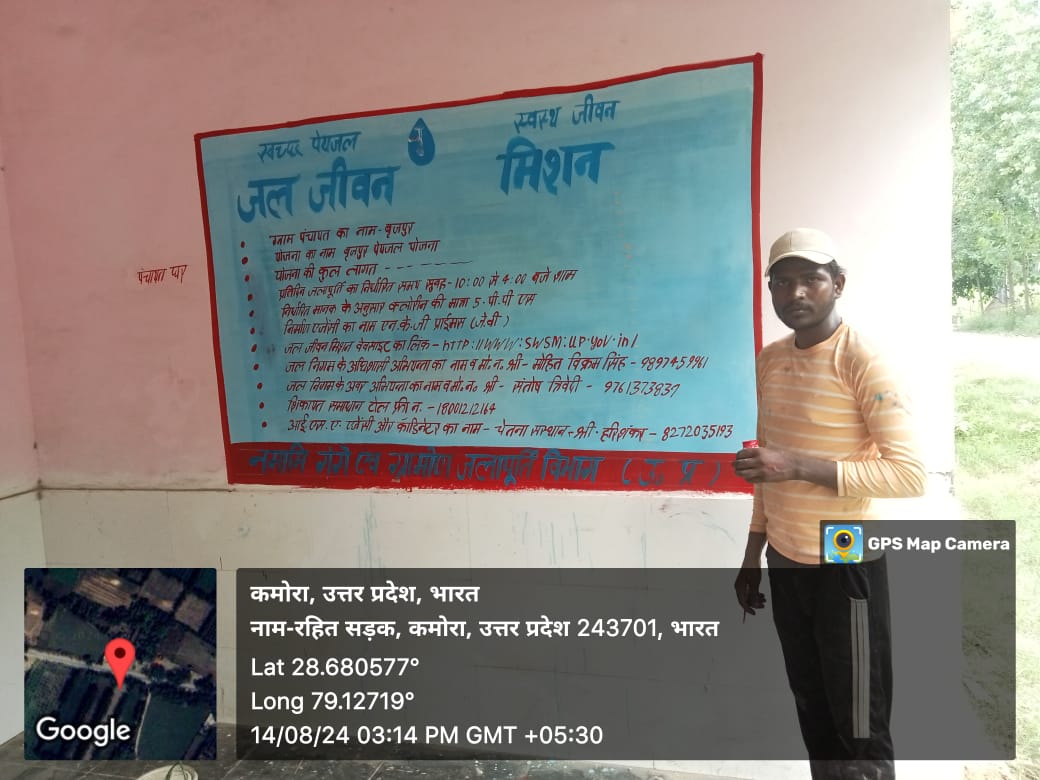 स्वच्छ पेयजल
स्वस्थ जीवन
जल जीवन मिशन
ग्राम पंचायत का नाम - बृजपुर
योजना का नाम बृजपुर पेयजल योजना
योजना की कुल लागत - - - - - - -
प्रतिदिन जलापूर्ति का निर्धारित समय सुबह - 10:00 से 4:00 बजे शाम
निर्धारित मानक के अनुसार क्लोरीन की मात्रा 5. पी. पी एम
निर्माण एजेंसी का नाम एन. के. जी प्राईमस (जे.वी)
जल जीवन मिशन वेवसाइट का लिंक - http://www.swsm.up.gov.in/
जल निगम के अधिशासी अभियन्ता का नाम व मो. न. श्री - मोहित विक्रम सिंह - 9897459961
जल निगम के अवर अभियन्ता का नाम व मो. न० श्री - संतोष त्रिवेदी - 9761373837
शिकायत समाधान टोल फ्री न. - 18001212164
आई. एस. ए. एजेंसी और कार्डिनेटर का नाम - चेतना संस्थान - श्री हरिशंकर - 8272035193
नमामि गंगे एवं ग्रामीण जलापूर्ति विभाग (उ० प्र०)
पंचायत घर
GPS Map Camera
कमोरा, उत्तर प्रदेश, भारत
नाम-रहित सड़क, कमोरा, उत्तर प्रदेश 243701, भारत
Lat 28.680577°
Long 79.12719°
14/08/24 03:14 PM GMT +05:30
Google